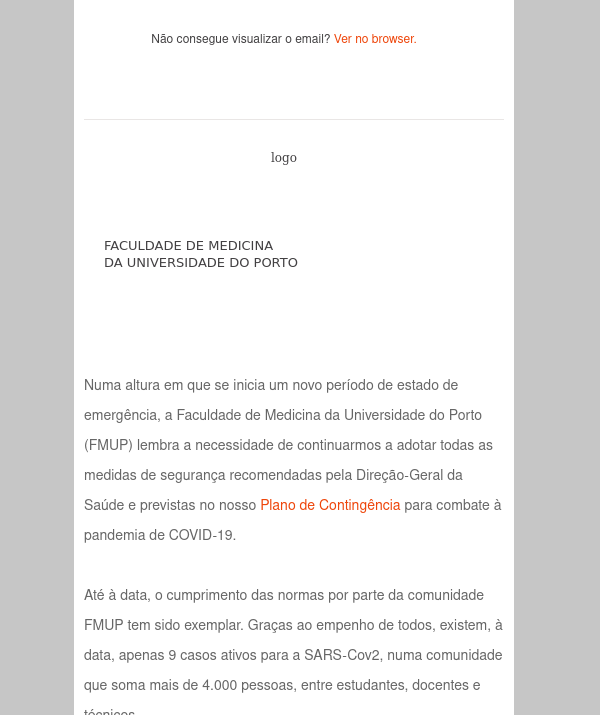 Não consegue visualizar o email? Ver no browser.
logo
FACULDADE DE MEDICINA
DA UNIVERSIDADE DO PORTO
Numa altura em que se inicia um novo período de estado de
emergência, a Faculdade de Medicina da Universidade do Porto
(FMUP) lembra a necessidade de continuarmos a adotar todas as
medidas de segurança recomendadas pela Direção-Geral da
Saúde e previstas no nosso Plano de Contingência para combate à
pandemia de COVID-19.
Até à data, o cumprimento das normas por parte da comunidade
FMUP tem sido exemplar. Graças ao empenho de todos, existem, à
data, apenas 9 casos ativos para a SARS-Cov2, numa comunidade
que soma mais de 4.000 pessoas, entre estudantes, docentes e
técnicos.